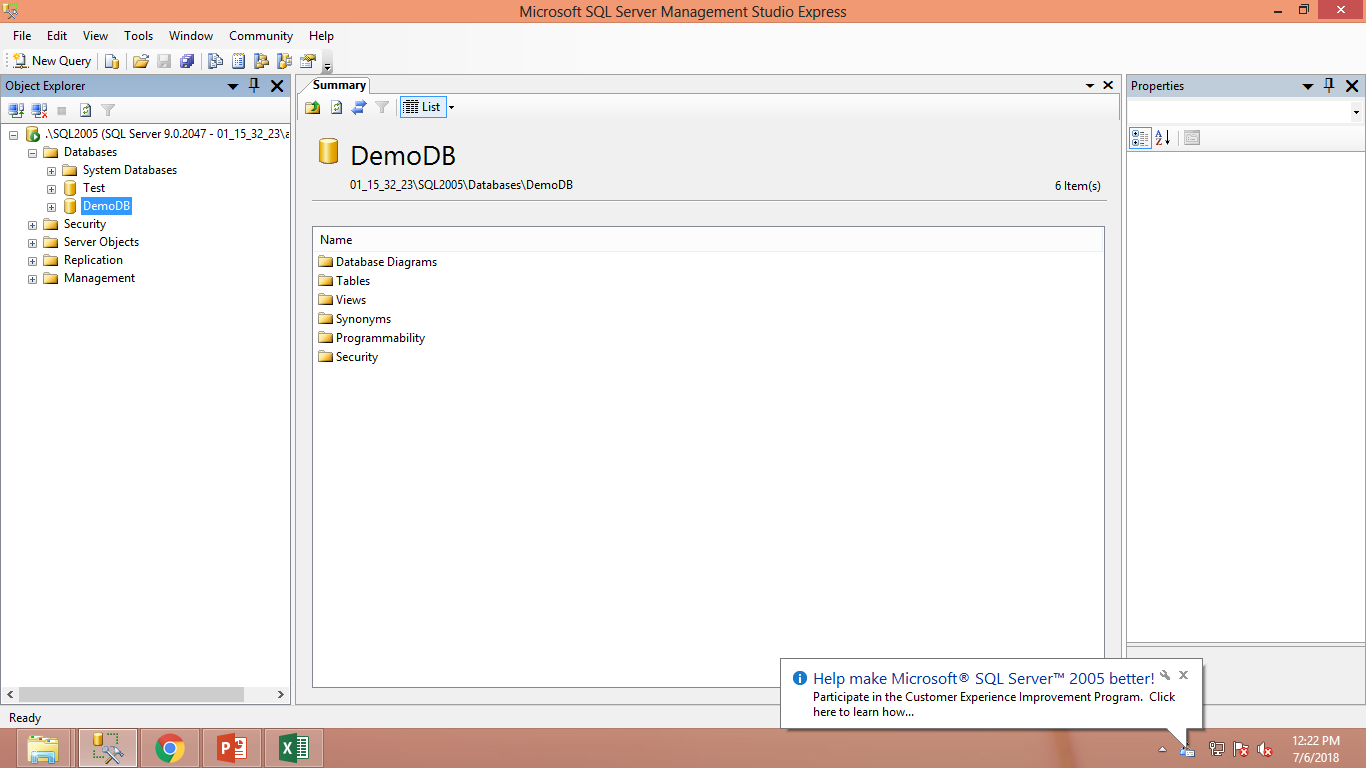 Microsoft SQL Server Management Studio Express
File Edit View Tools Window Community Help
New Query
Object Explorer
.\SQL2005 (SQL Server 9.0.2047 - 01_15_32_23\a
Databases
System Databases
Test
DemoDB
Security
Server Objects
Replication
Management
Summary
List
DemoDB
01_15_32_23\SQL2005\Databases\DemoDB
6 Item(s)
Name
Database Diagrams
Tables
Views
Synonyms
Programmability
Security
Properties
Help make Microsoft® SQL Server™ 2005 better!
Participate in the Customer Experience Improvement Program. Click
here to learn how...
Ready
12:22 PM
7/6/2018